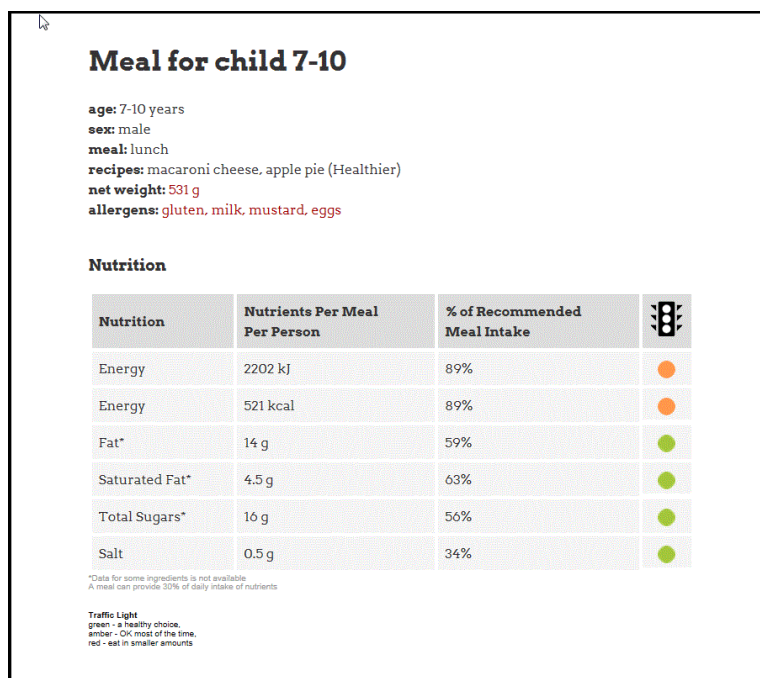 Meal for child 7-10
age: 7-10 years
sex: male
meal: lunch
recipes: macaroni cheese, apple pie (Healthier)
net weight: 531 g
allergens: gluten, milk, mustard, eggs
Nutrition
Nutrition Nutrients Per Meal Per Person % of Recommended Meal Intake
Energy 2202 kJ 89%
Energy 521 kcal 89%
Fat* 14 g 59%
Saturated Fat* 4.5 g 63%
Total Sugars* 16 g 56%
Salt 0.5 g 34%
*Data for some ingredients is not available
A meal can provide 30% of daily intake of nutrients
Traffic Light
green - a healthy choice,
amber - OK most of the time,
red - eat in smaller amounts